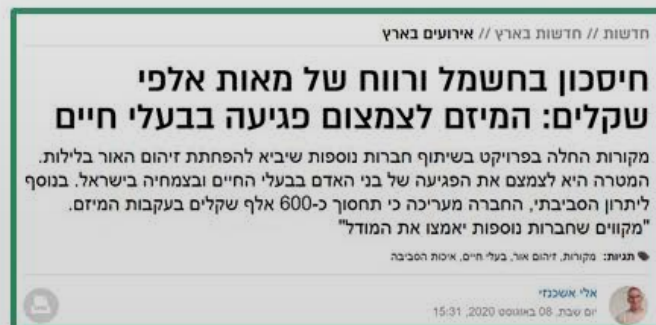 חדשות // חדשות בארץ // אירועים בארץ
חיסכון בחשמל ורווח של מאות אלפי
שקלים: המיזם לצמצום פגיעה בבעלי חיים
מקורות החלה בפרויקט בשיתוף חברות נוספות שיביא להפחתת זיהום האור בלילות.
המטרה היא לצמצם את הפגיעה של בני האדם בבעלי החיים ובצמחיה בישראל. בנוסף
ליתרון הסביבתי, החברה מעריכה כי תחסוך כ-600 אלף שקלים בעקבות המיזם.
"מקווים שחברות נוספות יאמצו את המודל"
תגיות: מקורות, זיהום אור, בעלי חיים, איכות הסביבה
אלי אשכנזי
יום שבת, 08 באוגוסט 2020, 15:31